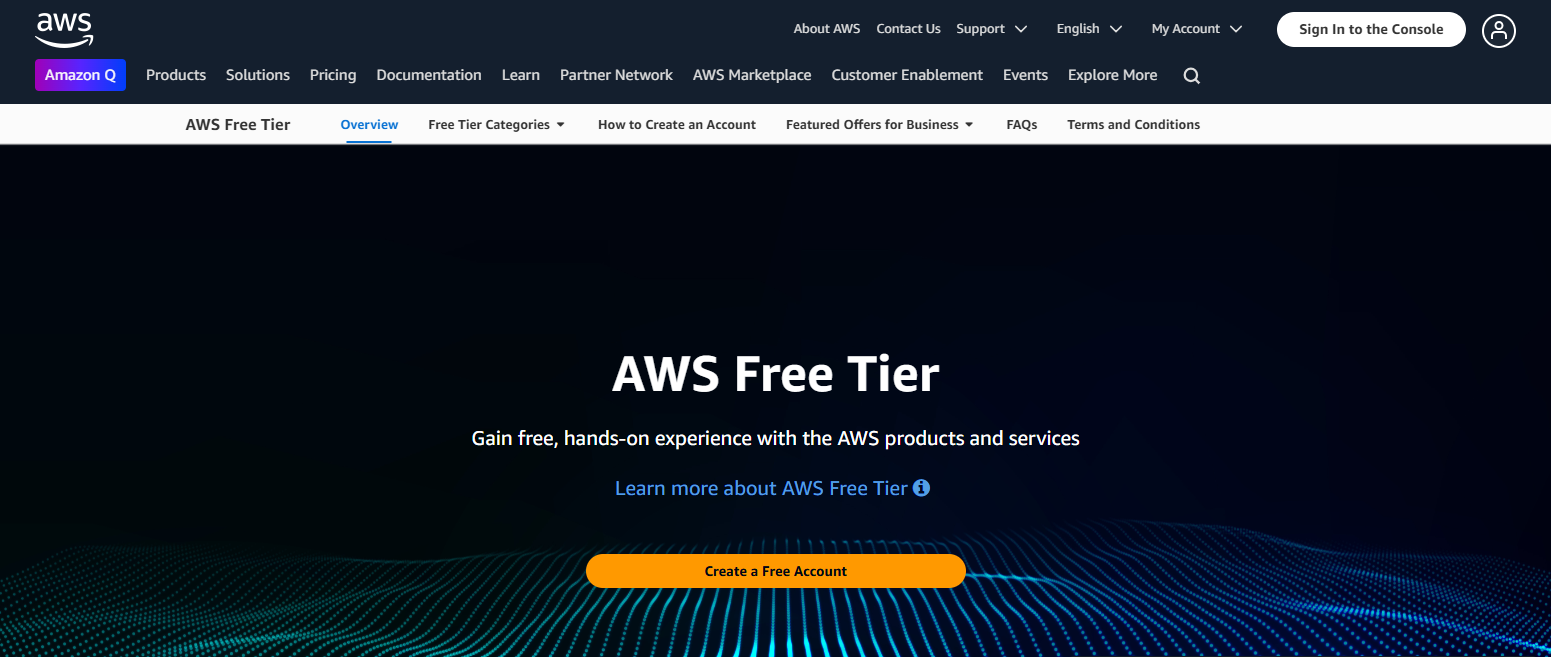 aws
About AWS Contact Us Support English My Account Sign In to the Console
Amazon Q Products Solutions Pricing Documentation Learn Partner Network AWS Marketplace Customer Enablement Events Explore More
AWS Free Tier Overview Free Tier Categories How to Create an Account Featured Offers for Business FAQs Terms and Conditions
AWS Free Tier
Gain free, hands-on experience with the AWS products and services
Learn more about AWS Free Tier
Create a Free Account